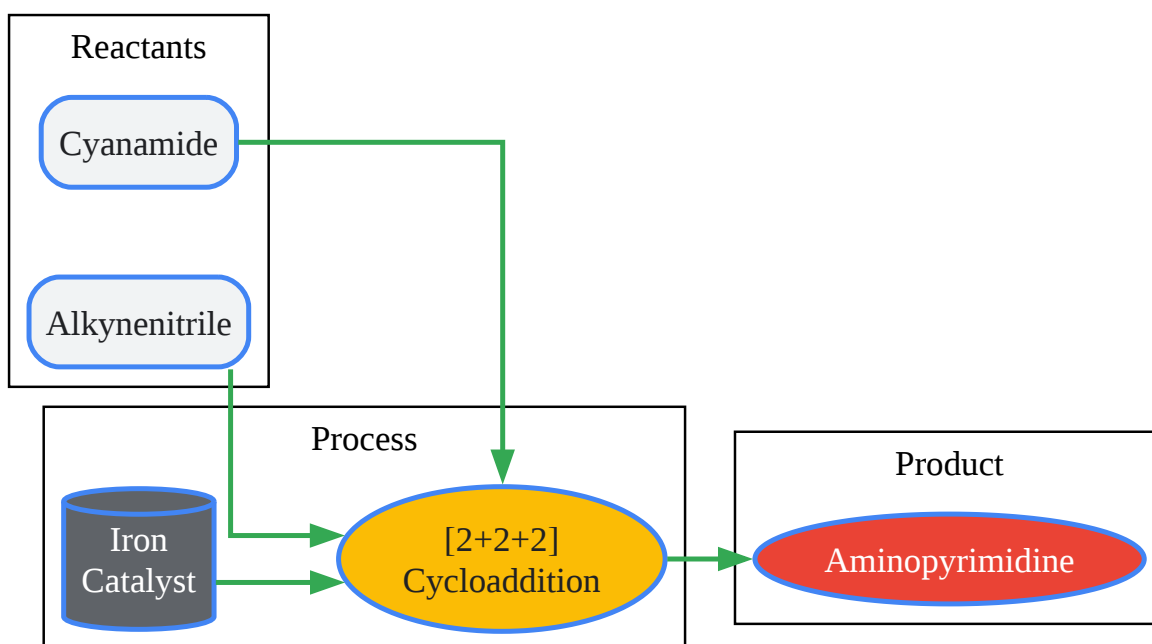 Reactants
Cyanamide
Alkynenitrile
Process
Iron
Catalyst
[2+2+2]
Cycloaddition
Product
Aminopyrimidine